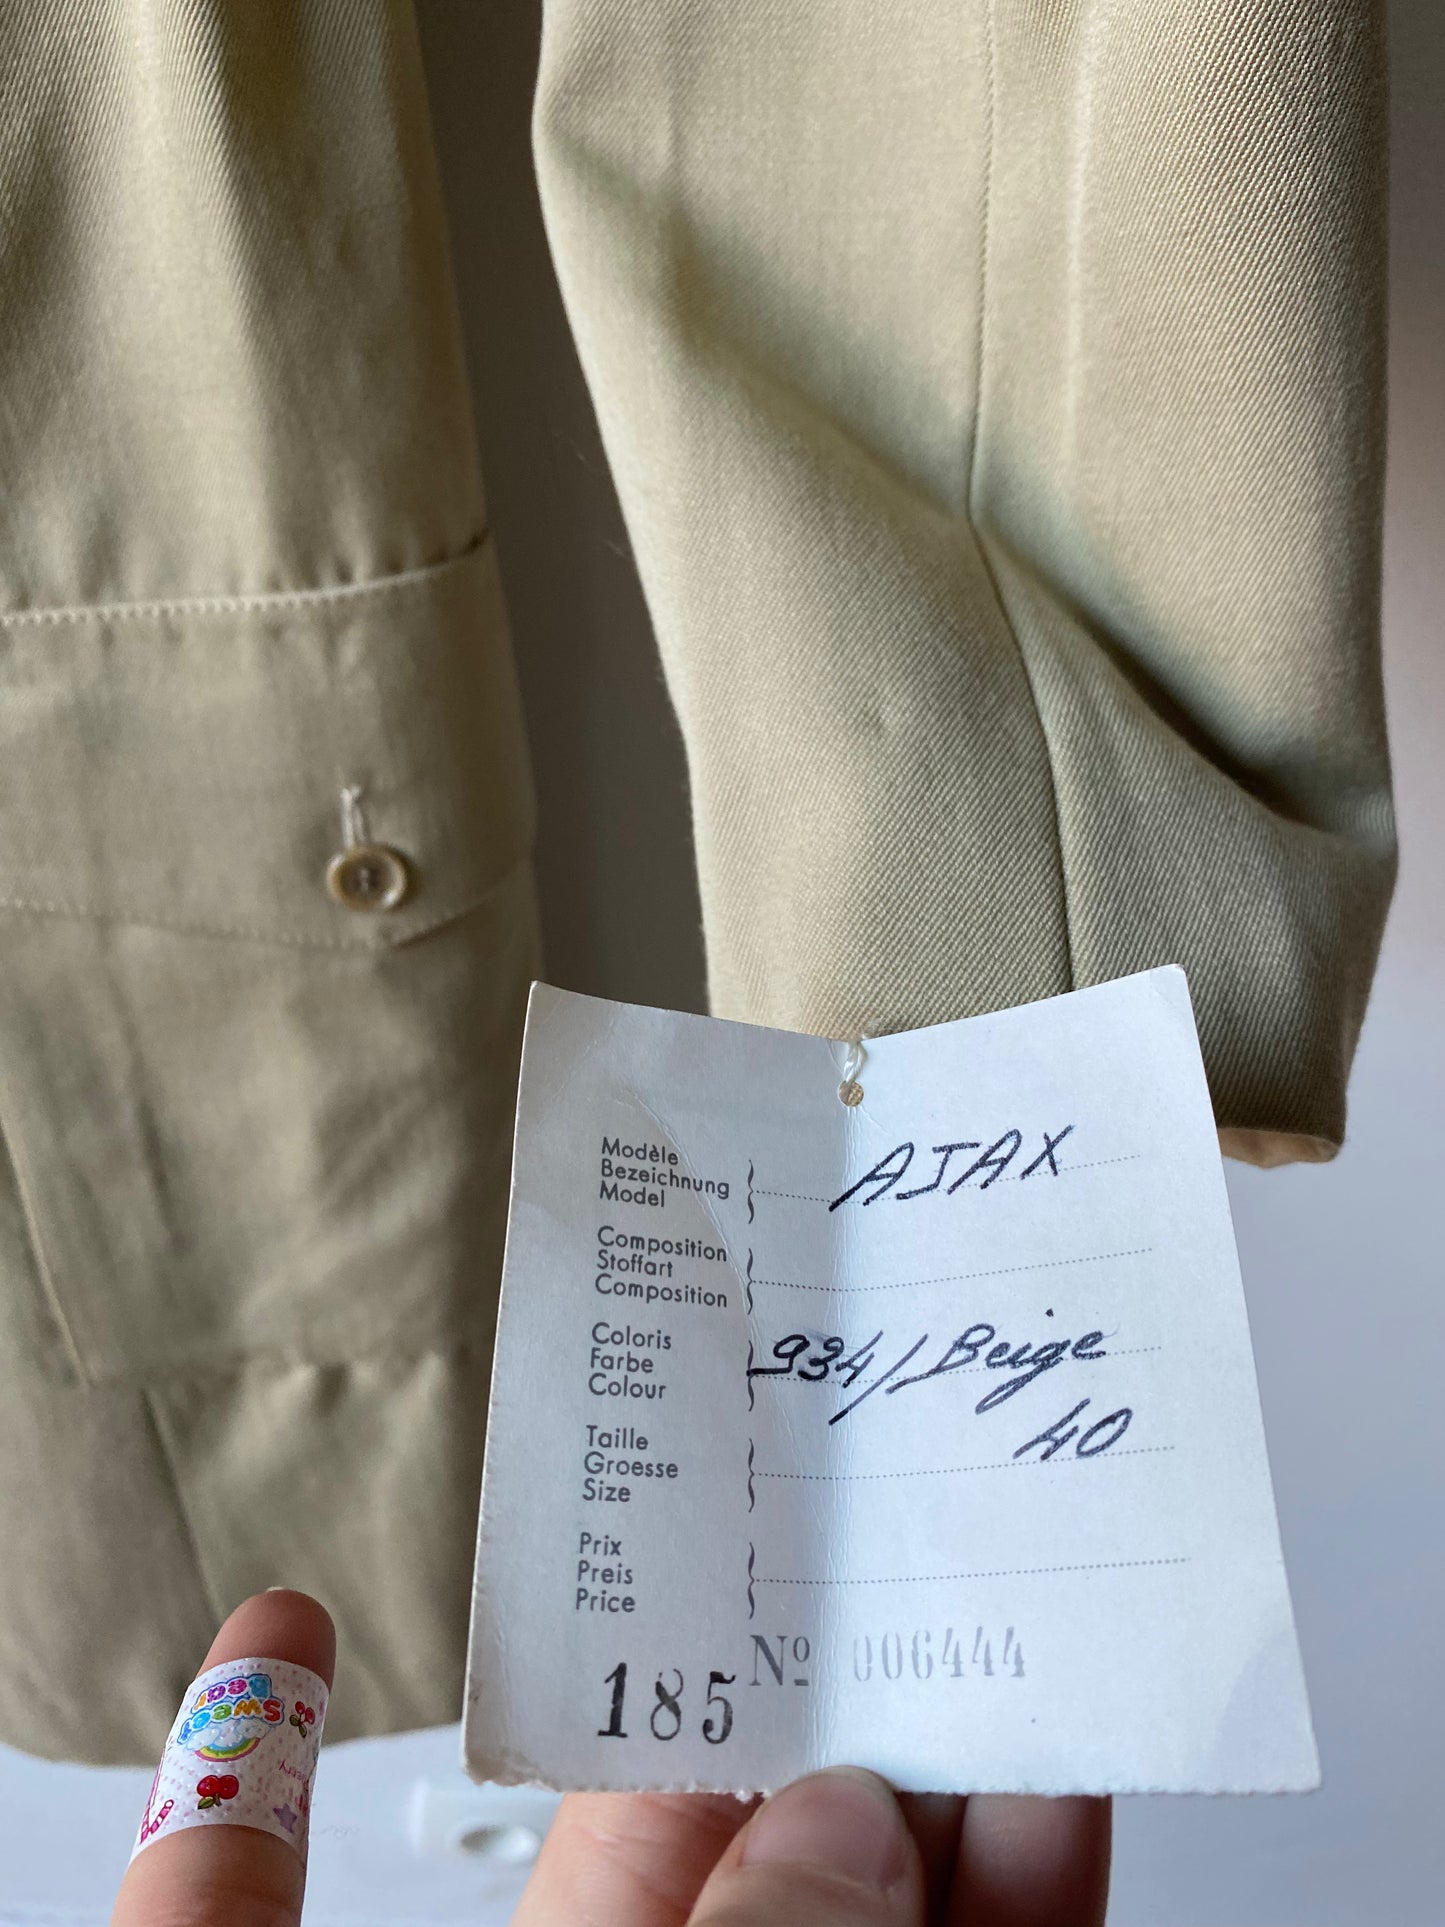 Modèle
Bezeichnung
Model
AJAX
Composition
Stoffart
Composition
Coloris
Farbe
Colour
934/Beige
Taille
Groesse
Size
40
Prix
Preis
Price
185 Nº 006444
Sweet
Bear